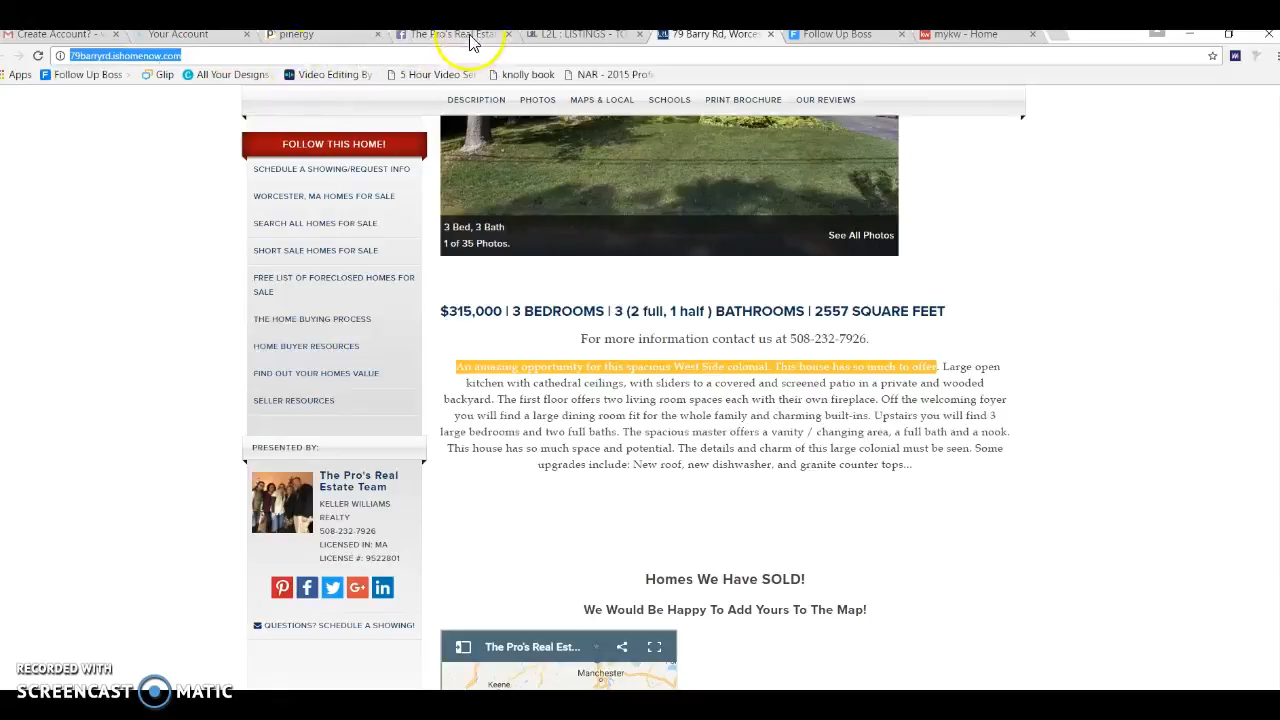 Create Account? -
Your Account
pinergy
The Pro's Real Esta
L2L : LISTINGS - TO
79 Barry Rd, Worces
Follow Up Boss
mykw - Home
79barryrd.ishomenow.com
Apps
Follow Up Boss
Glip
All Your Designs
Video Editing By
5 Hour Video Se
knolly book
NAR - 2015 Profi
DESCRIPTION PHOTOS MAPS & LOCAL SCHOOLS PRINT BROCHURE OUR REVIEWS
FOLLOW THIS HOME!
SCHEDULE A SHOWING/REQUEST INFO
WORCESTER, MA HOMES FOR SALE
SEARCH ALL HOMES FOR SALE
SHORT SALE HOMES FOR SALE
FREE LIST OF FORECLOSED HOMES FOR
SALE
THE HOME BUYING PROCESS
HOME BUYER RESOURCES
FIND OUT YOUR HOMES VALUE
SELLER RESOURCES
PRESENTED BY:
The Pro's Real
Estate Team
KELLER WILLIAMS
REALTY
508-232-7926
LICENSED IN: MA
LICENSE #: 9522801
QUESTIONS? SCHEDULE A SHOWING!
3 Bed, 3 Bath
1 of 35 Photos.
See All Photos
$315,000 | 3 BEDROOMS | 3 (2 full, 1 half ) BATHROOMS | 2557 SQUARE FEET
For more information contact us at 508-232-7926.
An amazing opportunity for this spacious West Side colonial. This house has so much to offer. Large open
kitchen with cathedral ceilings, with sliders to a covered and screened patio in a private and wooded
backyard. The first floor offers two living room spaces each with their own fireplace. Off the welcoming foyer
you will find a large dining room fit for the whole family and charming built-ins. Upstairs you will find 3
large bedrooms and two full baths. The spacious master offers a vanity / changing area, a full bath and a nook.
This house has so much space and potential. The details and charm of this large colonial must be seen. Some
upgrades include: New roof, new dishwasher, and granite counter tops...
Homes We Have SOLD!
We Would Be Happy To Add Yours To The Map!
The Pro's Real Est...
Manchester
Keene
RECORDED WITH
SCREENCAST MATIC